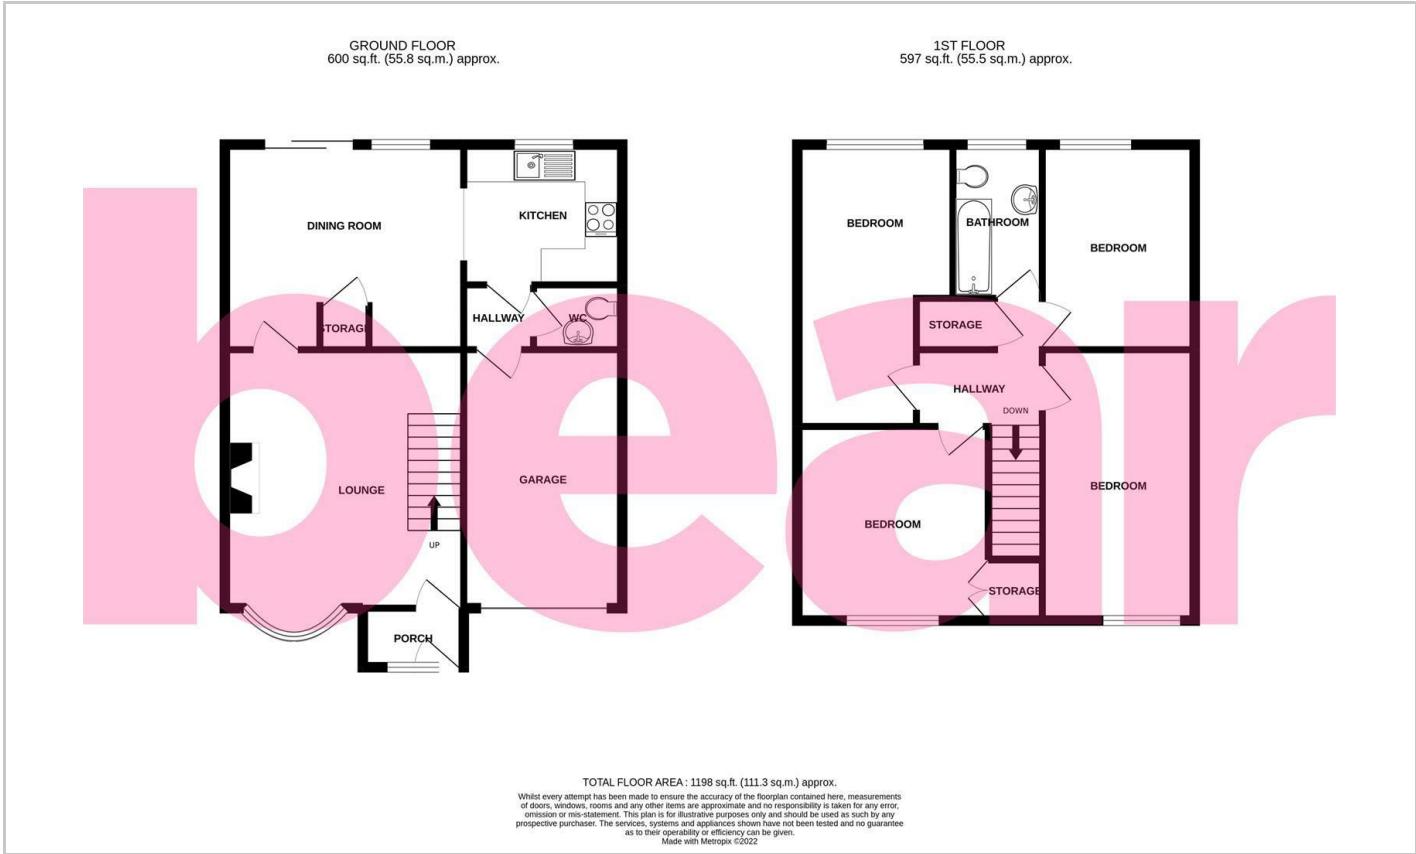 GROUND FLOOR
600 sq.ft. (55.8 sq.m.) approx.
1ST FLOOR
597 sq.ft. (55.5 sq.m.) approx.
DINING ROOM
KITCHEN
STORAGE
HALLWAY
WC
LOUNGE
GARAGE
UP
PORCH
BEDROOM
BATHROOM
BEDROOM
STORAGE
HALLWAY
DOWN
BEDROOM
BEDROOM
STORAGE
bear
TOTAL FLOOR AREA : 1198 sq.ft. (111.3 sq.m.) approx.
Whilst every attempt has been made to ensure the accuracy of the floorplan contained here, measurements
of doors, windows, rooms and any other items are approximate and no responsibility is taken for any error,
omission or mis-statement. This plan is for illustrative purposes only and should be used as such by any
prospective purchaser. The services, systems and appliances shown have not been tested and no guarantee
as to their operability or efficiency can be given.
Made with Metropix ©2022